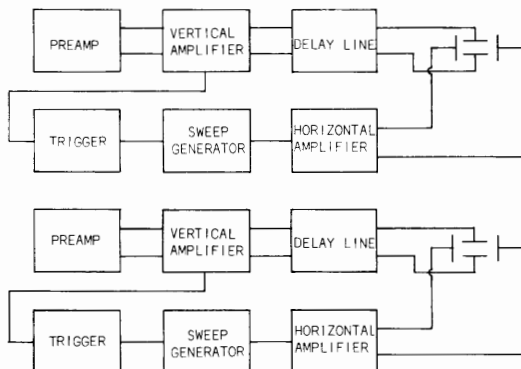 PREAMP
VERTICAL
AMPLIFIER
DELAY LINE
TRIGGER
SWEEP
GENERATOR
HORIZONTAL
AMPLIFIER
PREAMP
VERTICAL
AMPLIFIER
DELAY LINE
TRIGGER
SWEEP
GENERATOR
HORIZONTAL
AMPLIFIER